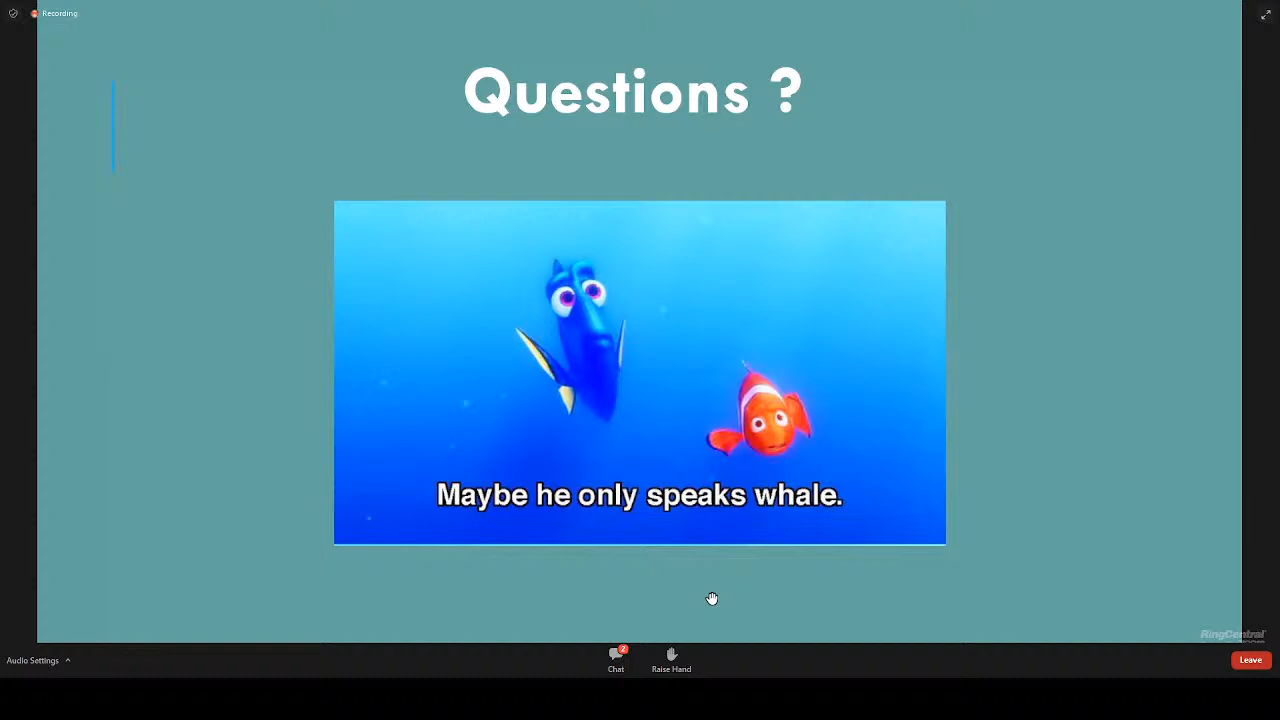 Recording
Questions ?
Maybe he only speaks whale.
RingCentral
Audio Settings
2
Chat
Raise Hand
Leave